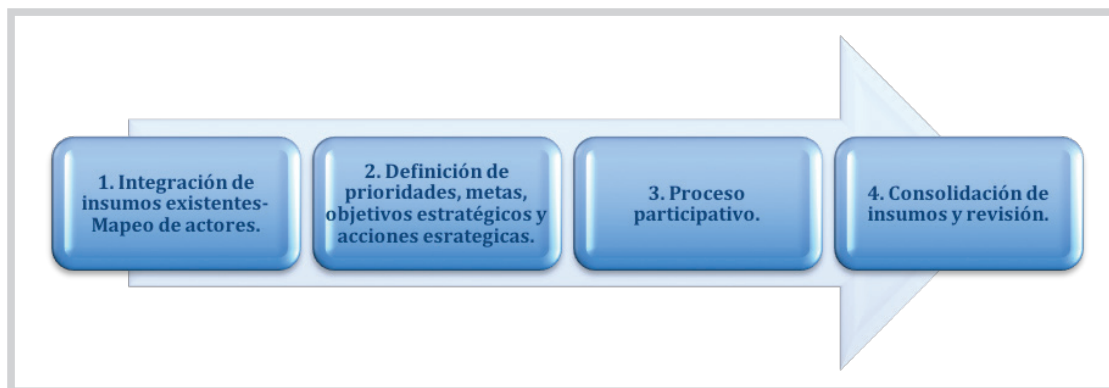 1. Integración de
insumos existentes-
Mapeo de actores.
2. Definición de
prioridades, metas,
objetivos estratégicos y
acciones esrategicas.
3. Proceso
participativo.
4. Consolidación de
insumos y revisión.